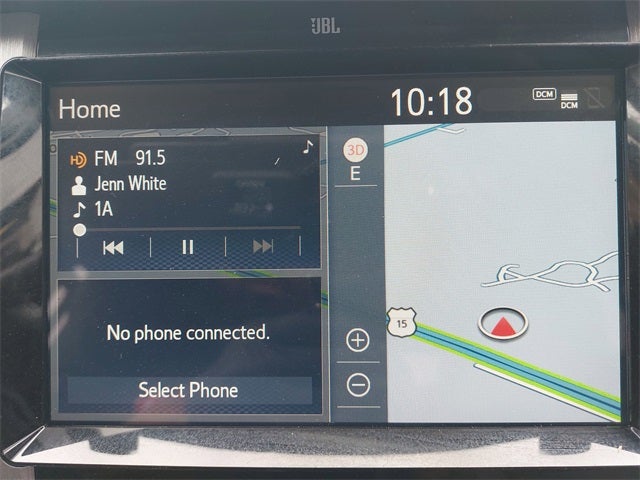 JBL
Home 10:18 DCM
DCM
HD FM 91.5
Jenn White
1A
3D
E
No phone connected.
Select Phone
15